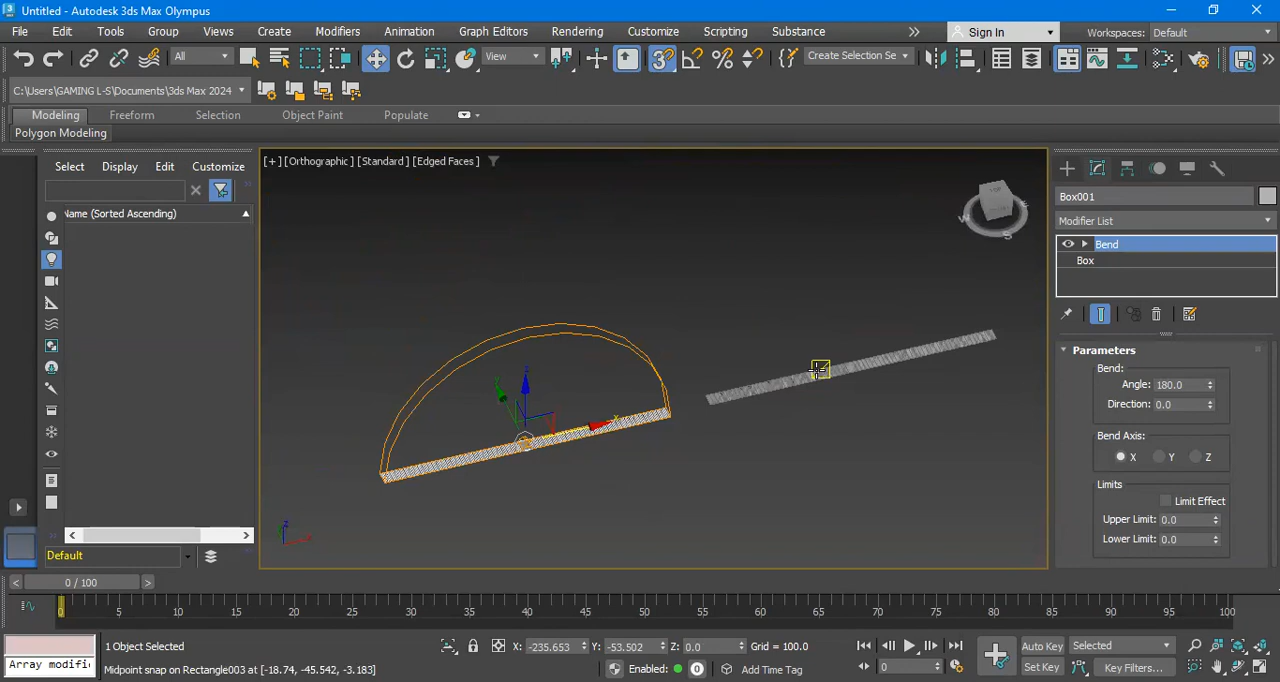 Untitled - Autodesk 3ds Max Olympus
File Edit Tools Group Views Create Modifiers Animation Graph Editors Rendering Customize Scripting Substance Sign In Workspaces: Default
All View Create Selection Se
C:\Users\GAMING L-S\Documents\3ds Max 2024
Modeling Freeform Selection Object Paint Populate
Polygon Modeling
Select Display Edit Customize
Name (Sorted Ascending)
[+] [Orthographic ] [Standard ] [Edged Faces ]
Box001
Modifier List
Bend
Box
Parameters
Bend:
Angle: 180.0
Direction: 0.0
Bend Axis:
X Y Z
Limits
Limit Effect
Upper Limit: 0.0
Lower Limit: 0.0
Default
0 / 100
0 5 10 15 20 25 30 35 40 45 50 55 60 65 70 75 80 85 90 95 100
1 Object Selected X: -235.653 Y: -53.502 Z: 0.0 Grid = 100.0 Auto Key Selected
Array modifi Midpoint snap on Rectangle003 at [-18.74, -45.542, -3.183] Enabled: 0 Add Time Tag 0 Set Key Key Filters...